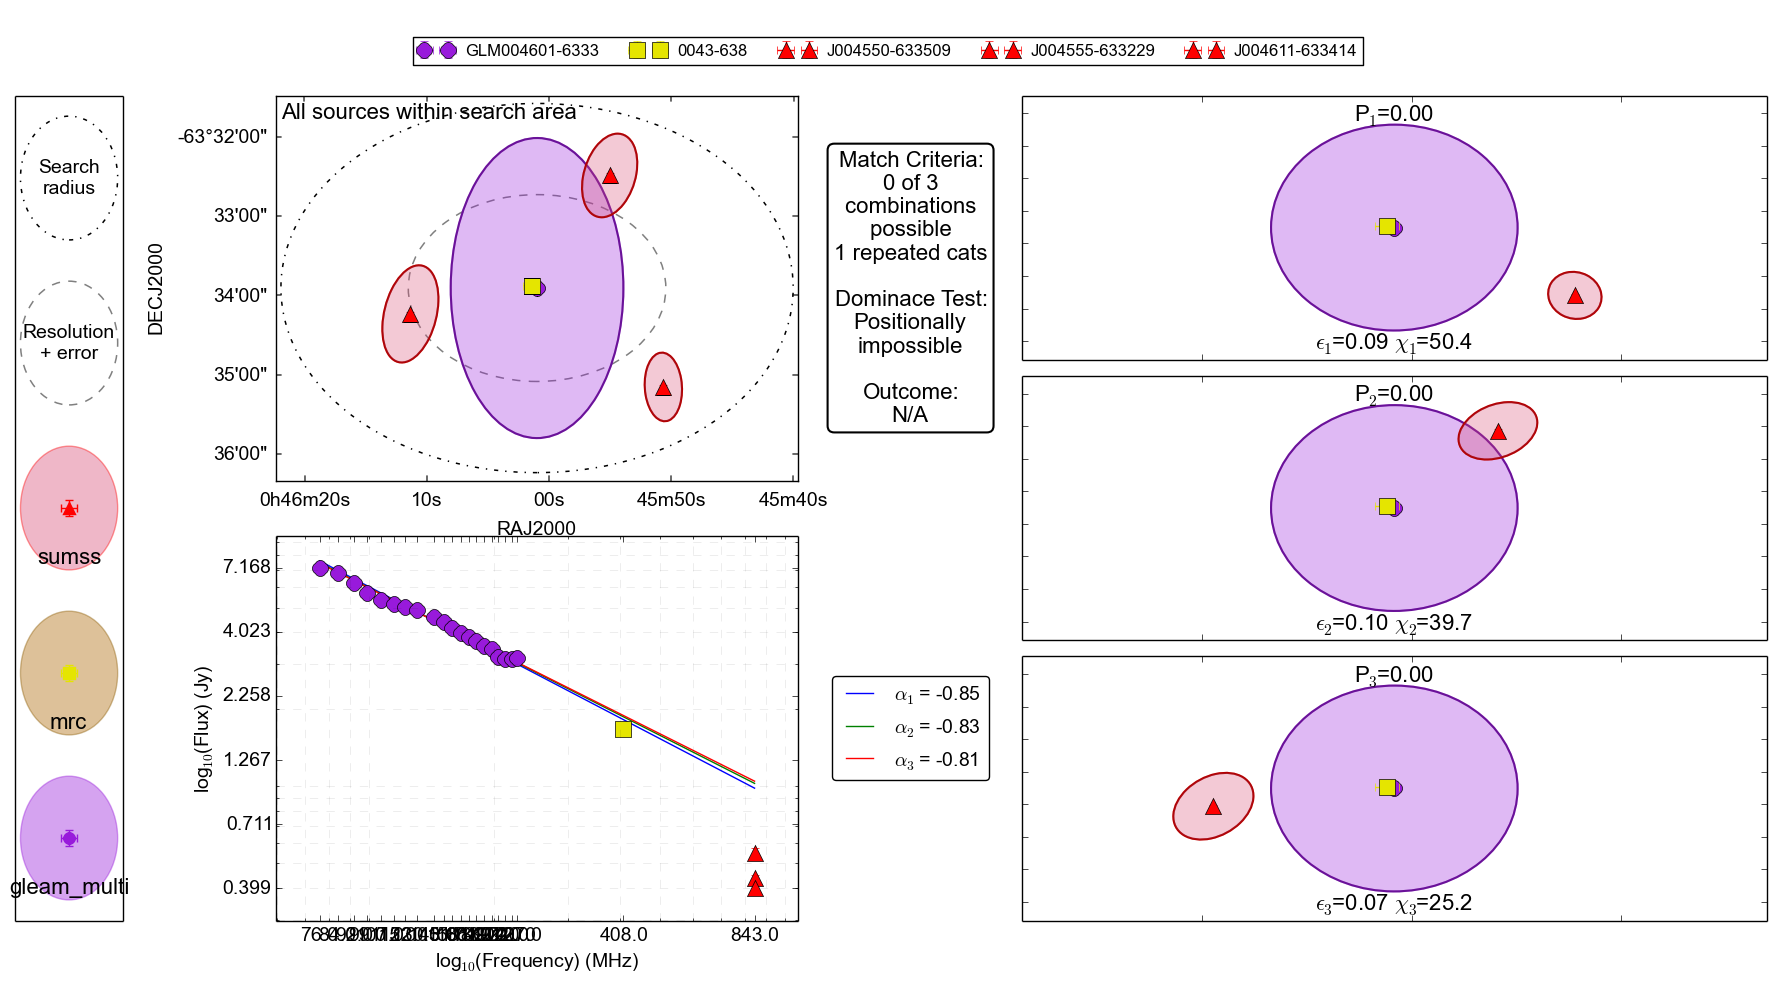 GLM004601-6333 0043-638 J004550-633509 J004555-633229 J004611-633414
Search
radius
Resolution
+ error
sumss
mrc
gleam_multi
All sources within search area
DECJ2000
-63°32'00"
33'00"
34'00"
35'00"
36'00"
0h46m20s 10s 00s 45m50s 45m40s
RAJ2000
log10(Flux) (Jy)
7.168
4.023
2.258
1.267
0.711
0.399
408.0 843.0
log10(Frequency) (MHz)
Match Criteria:
0 of 3
combinations
possible
1 repeated cats
Dominace Test:
Positionally
impossible
Outcome:
N/A
α1 = -0.85
α2 = -0.83
α3 = -0.81
P1=0.00
ϵ1=0.09 χ1=50.4
P2=0.00
ϵ2=0.10 χ2=39.7
P3=0.00
ϵ3=0.07 χ3=25.2